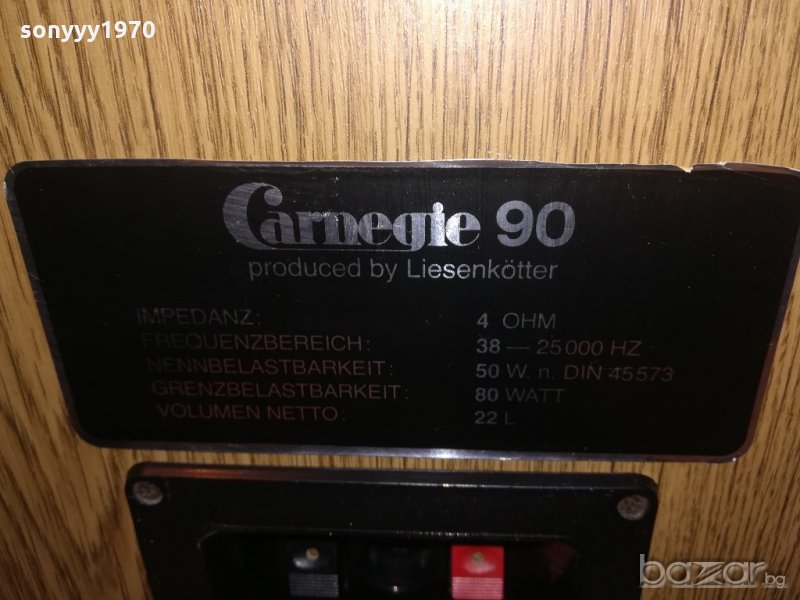 sonyyy1970
Carnegie 90
produced by Liesenkötter
IMPEDANZ: 4 OHM
FREQUENZBEREICH: 38 — 25000 HZ
NENNBELASTBARKEIT: 50 W. n. DIN 45573
GRENZBELASTBARKEIT: 80 WATT
VOLUMEN NETTO: 22 L
bazar.bg